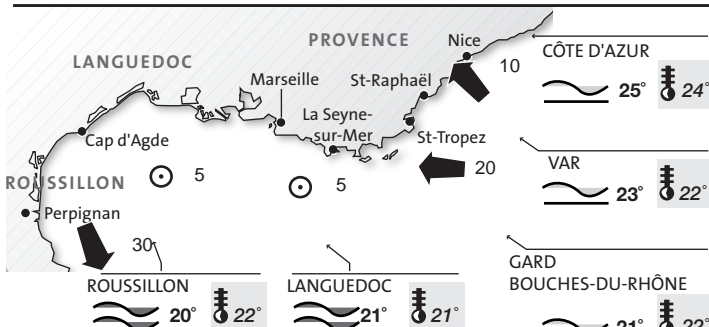 PROVENCE
Nice
LANGUEDOC
10
CÔTE D'AZUR
Marseille
St-Raphaël
25°
24°
La Seyne-
sur-Mer
St-Tropez
Cap d'Agde
VAR
20
ROUSSILLON
5
5
23°
22°
Perpignan
30
GARD
BOUCHES-DU-RHÔNE
ROUSSILLON
LANGUEDOC
20°
22°
21°
21°
21°
22°